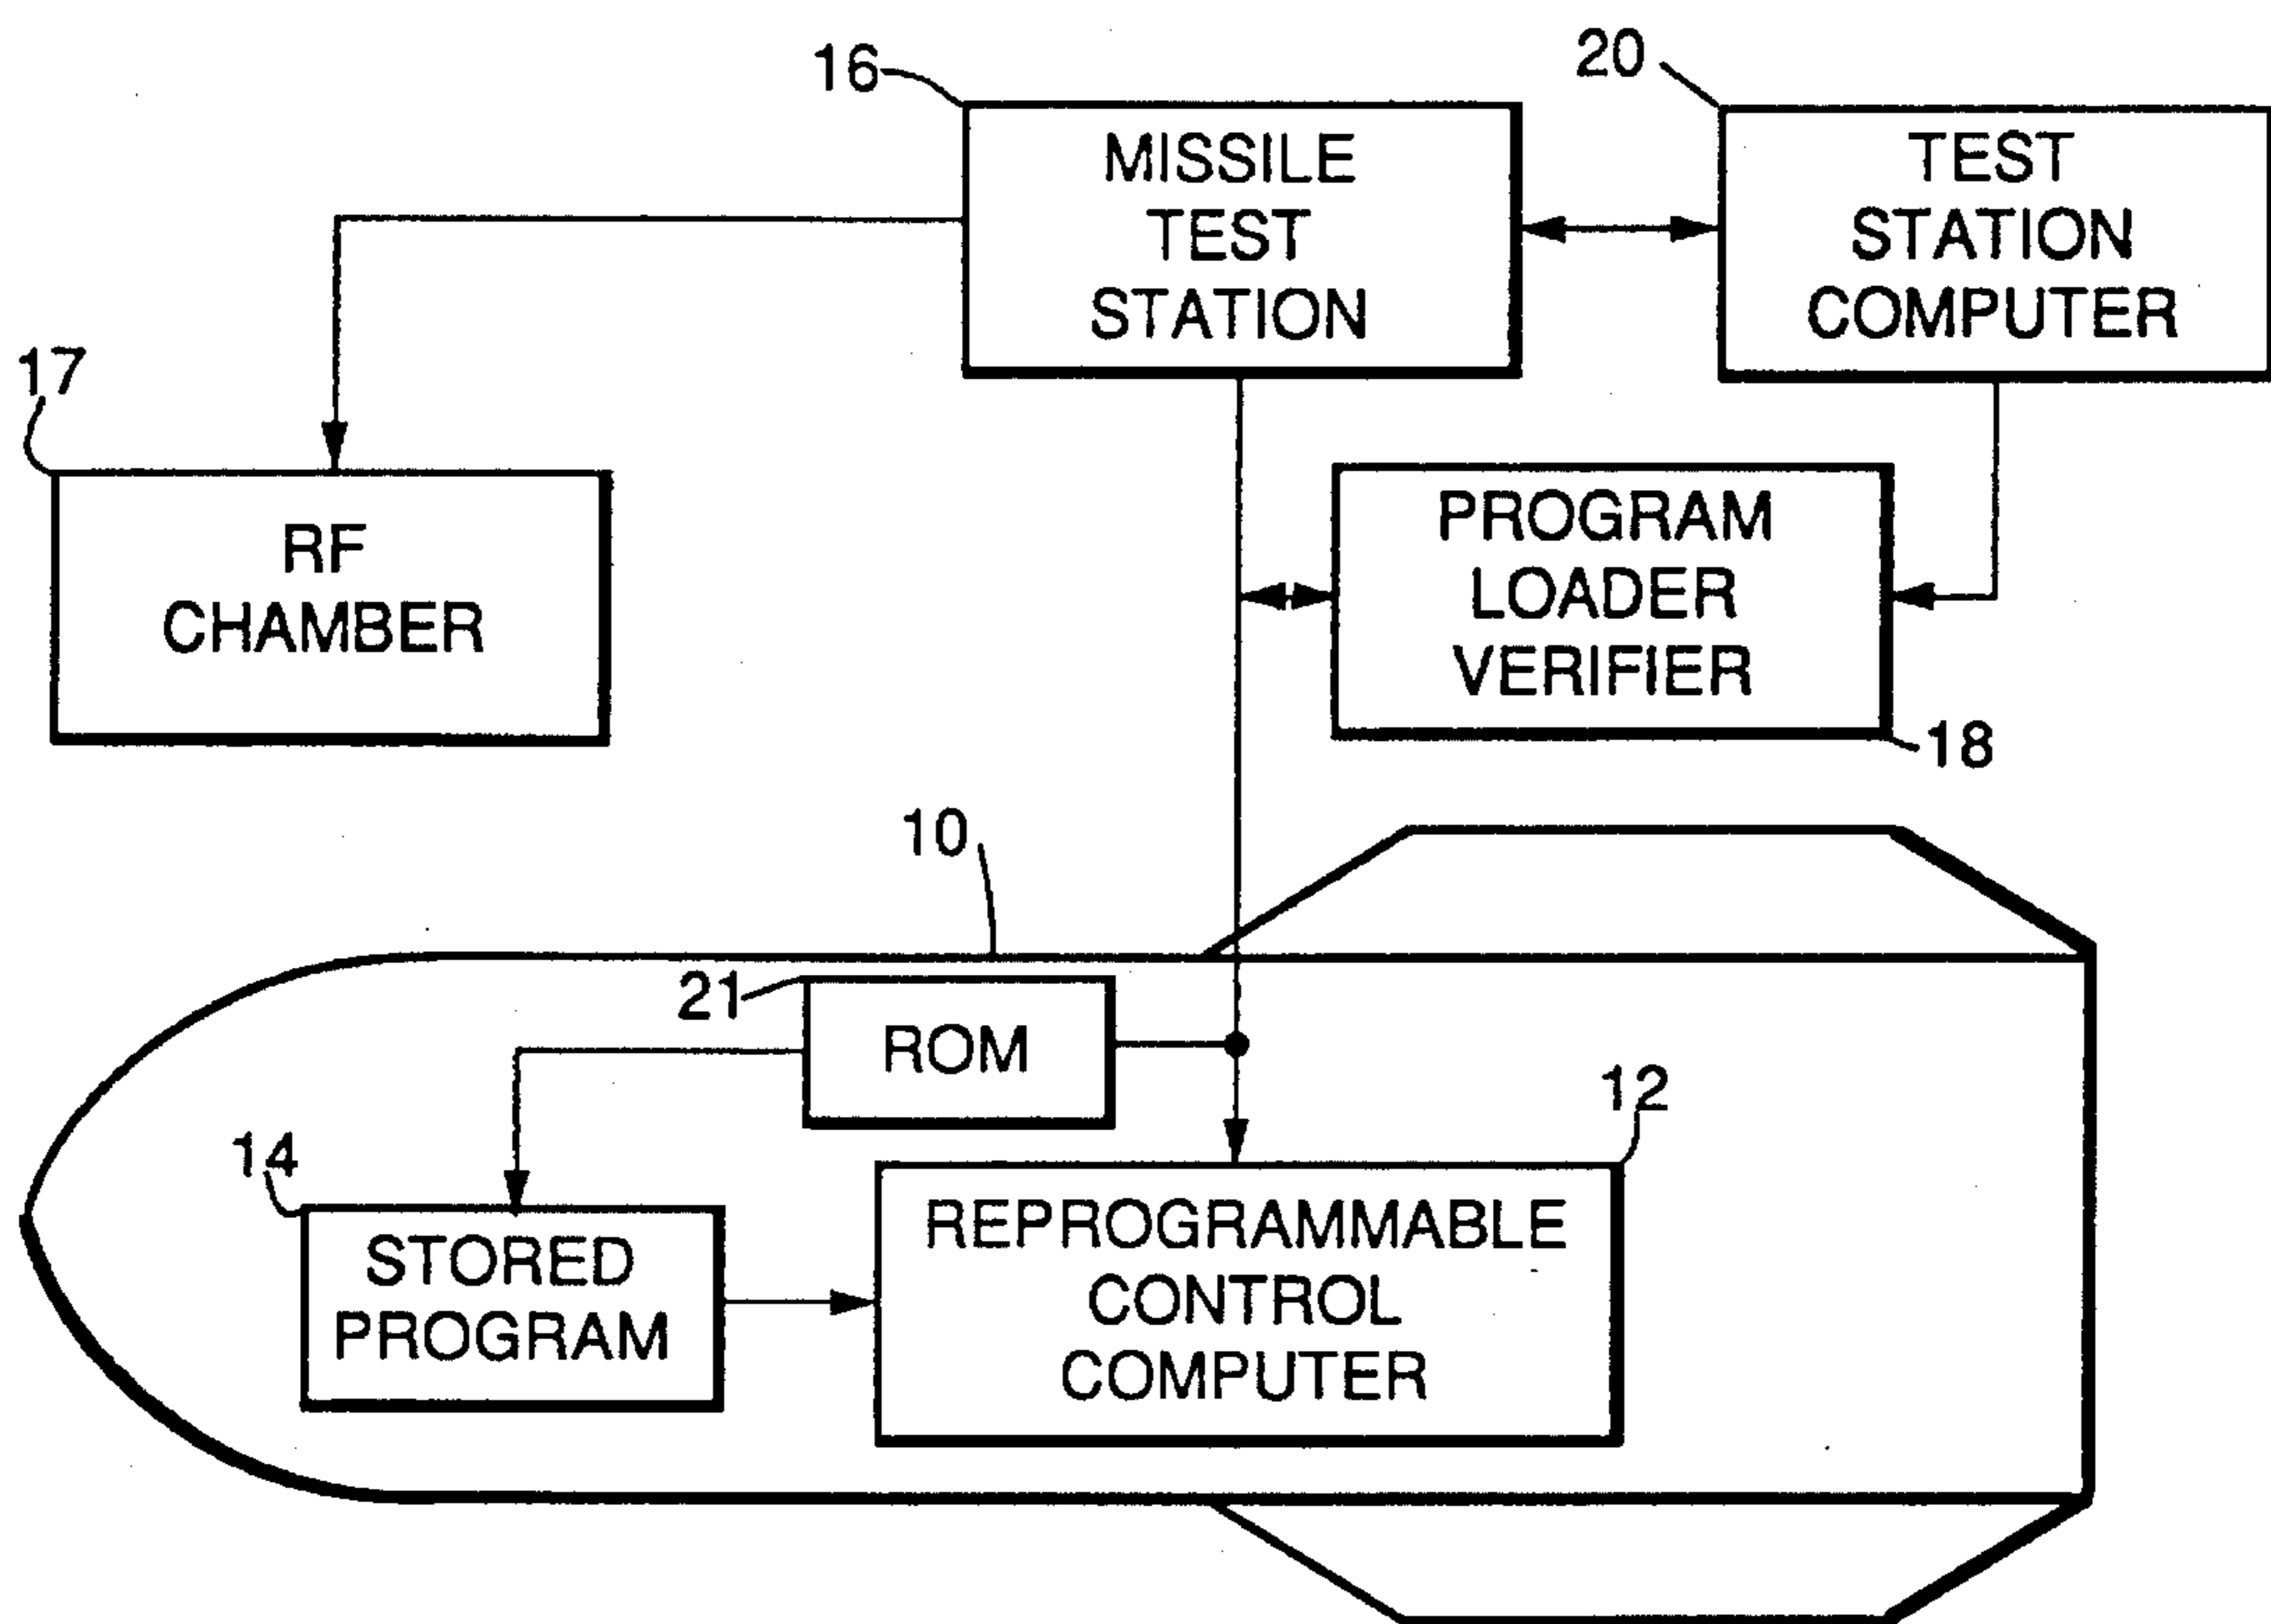 16
20
MISSILE
TEST
STATION
TEST
STATION
COMPUTER
17
RF
CHAMBER
PROGRAM
LOADER
VERIFIER
18
10
21
ROM
12
14
STORED
PROGRAM
REPROGRAMMABLE
CONTROL
COMPUTER